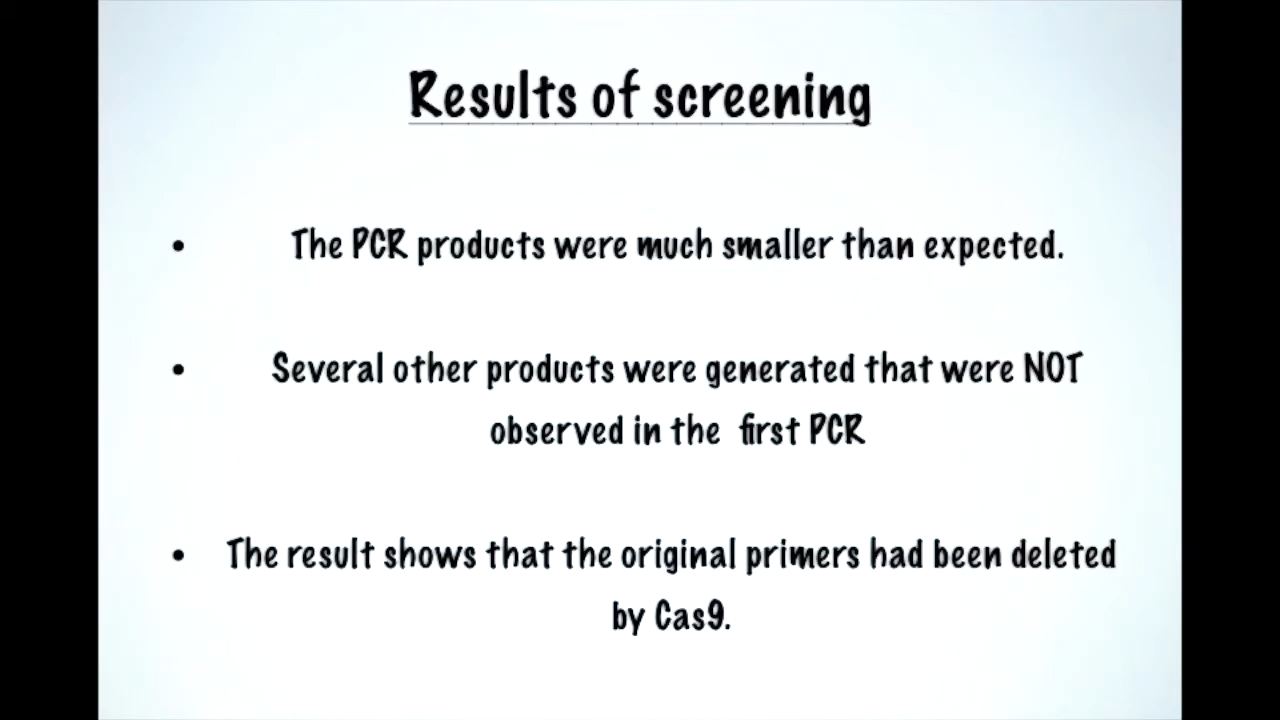 Results of screening
• The PCR products were much smaller than expected.
• Several other products were generated that were NOT
observed in the first PCR
• The result shows that the original primers had been deleted
by Cas9.